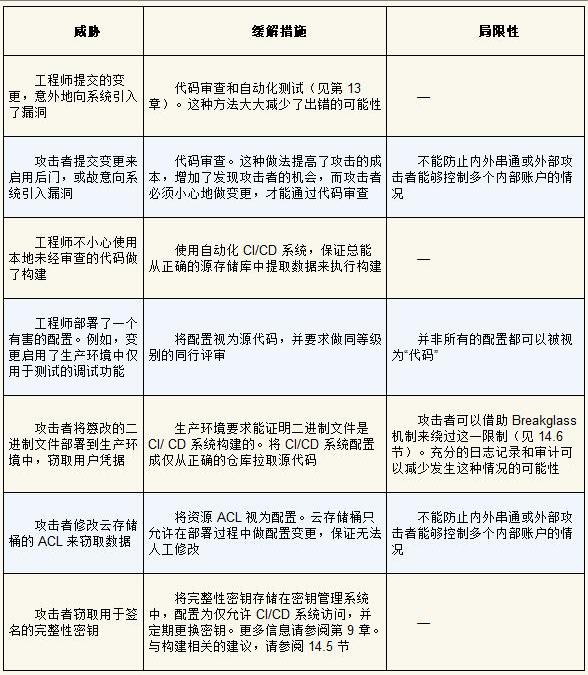 威胁
缓解措施
局限性
工程师提交的变
更，意外地向系统引入
了漏洞
代码审查和自动化测试（见第 13
章）。这种方法大大减少了出错的可能性
—
攻击者提交变更来
启用后门，或故意向系
统引入漏洞
代码审查。这种做法提高了攻击的成
本，增加了发现攻击者的机会，而攻击者
必须小心地做变更，才能通过代码审查
不能防止内外串通或外部攻
击者能够控制多个内部账户的情
况
工程师不小心使用
本地未经审查的代码做
了构建
使用自动化 CI/CD 系统，保证总能
从正确的源存储库中提取数据来执行构建
—
工程师部署了一个
有害的配置。例如，变
更启用了生产环境中仅
用于测试的调试功能
将配置视为源代码，并要求做同等级
别的同行评审
并非所有的配置都可以被视
为“代码”
攻击者将篡改的二
进制文件部署到生产环
境中，窃取用户凭据
生产环境要求能证明二进制文件是
CI/ CD 系统构建的。将 CI/CD 系统配置
成仅从正确的仓库拉取源代码
攻击者可以借助 Breakglass
机制来绕过这一限制（见 14.6
节）。充分的日志记录和审计可
以减少发生这种情况的可能性
攻击者修改云存储
桶的 ACL 来窃取数据
将资源 ACL 视为配置。云存储桶只
允许在部署过程中做配置变更，保证无法
人工修改
不能防止内外串通或外部攻
击者能够控制多个内部账户的情
况
攻击者窃取用于签
名的完整性密钥
将完整性密钥存储在密钥管理系统
中，配置为仅允许 CI/CD 系统访问，并
定期更换密钥。更多信息请参阅第 9 章。
与构建相关的建议，请参阅 14.5 节
—